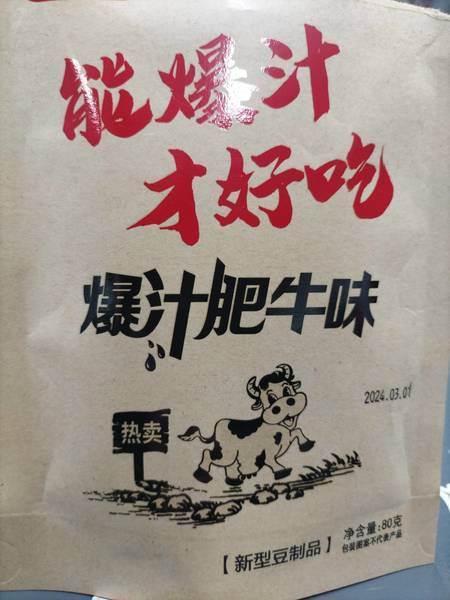 能爆汁
才好吃
爆汁肥牛味
2024.03.01
热卖
【新型豆制品】
净含量:80克
包装图案不代表产品